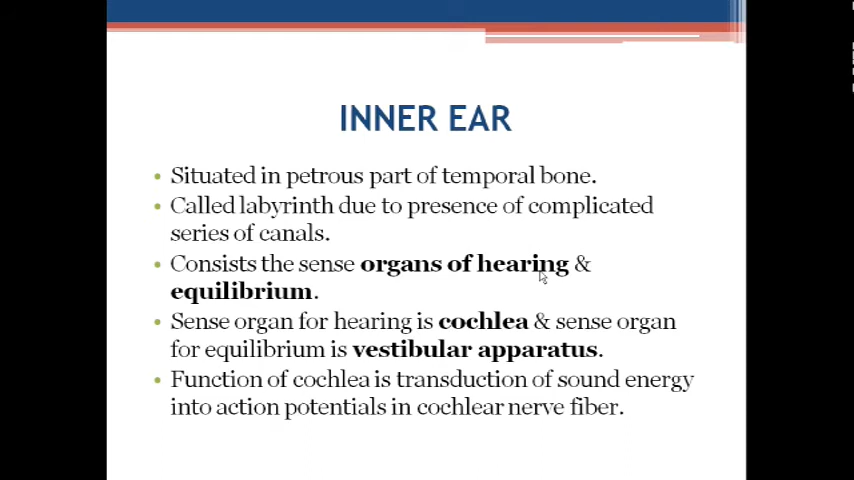 INNER EAR
• Situated in petrous part of temporal bone.
• Called labyrinth due to presence of complicated
series of canals.
• Consists the sense organs of hearing &
equilibrium.
• Sense organ for hearing is cochlea & sense organ
for equilibrium is vestibular apparatus.
• Function of cochlea is transduction of sound energy
into action potentials in cochlear nerve fiber.